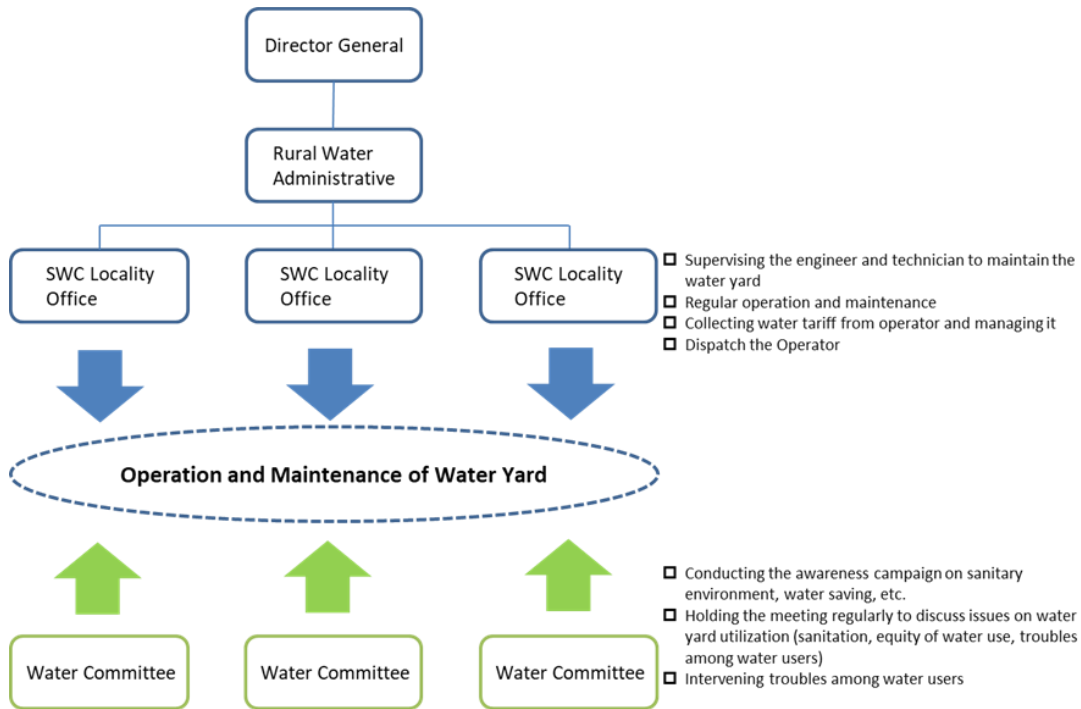 Director General
Rural Water
Administrative
SWC Locality
Office
SWC Locality
Office
SWC Locality
Office
Supervising the engineer and technician to maintain the
water yard
Regular operation and maintenance
Collecting water tariff from operator and managing it
Dispatch the Operator
Operation and Maintenance of Water Yard
Conducting the awareness campaign on sanitary
environment, water saving, etc.
Holding the meeting regularly to discuss issues on water
yard utilization (sanitation, equity of water use, troubles
among water users)
Intervening troubles among water users
Water Committee
Water Committee
Water Committee